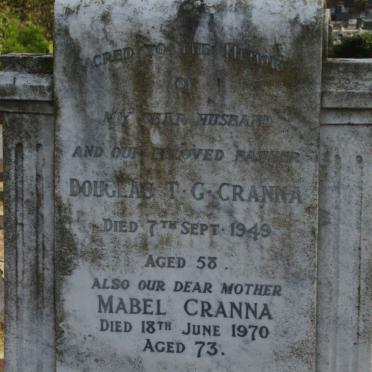 SACRED TO THE MEMORY
OF
MY DEAR HUSBAND
AND OUR BELOVED FATHER
DOUGLAS T. G. CRANNA
DIED 7TH SEPT. 1949
AGED 58.
ALSO OUR DEAR MOTHER
MABEL CRANNA
DIED 18TH JUNE 1970
AGED 73.